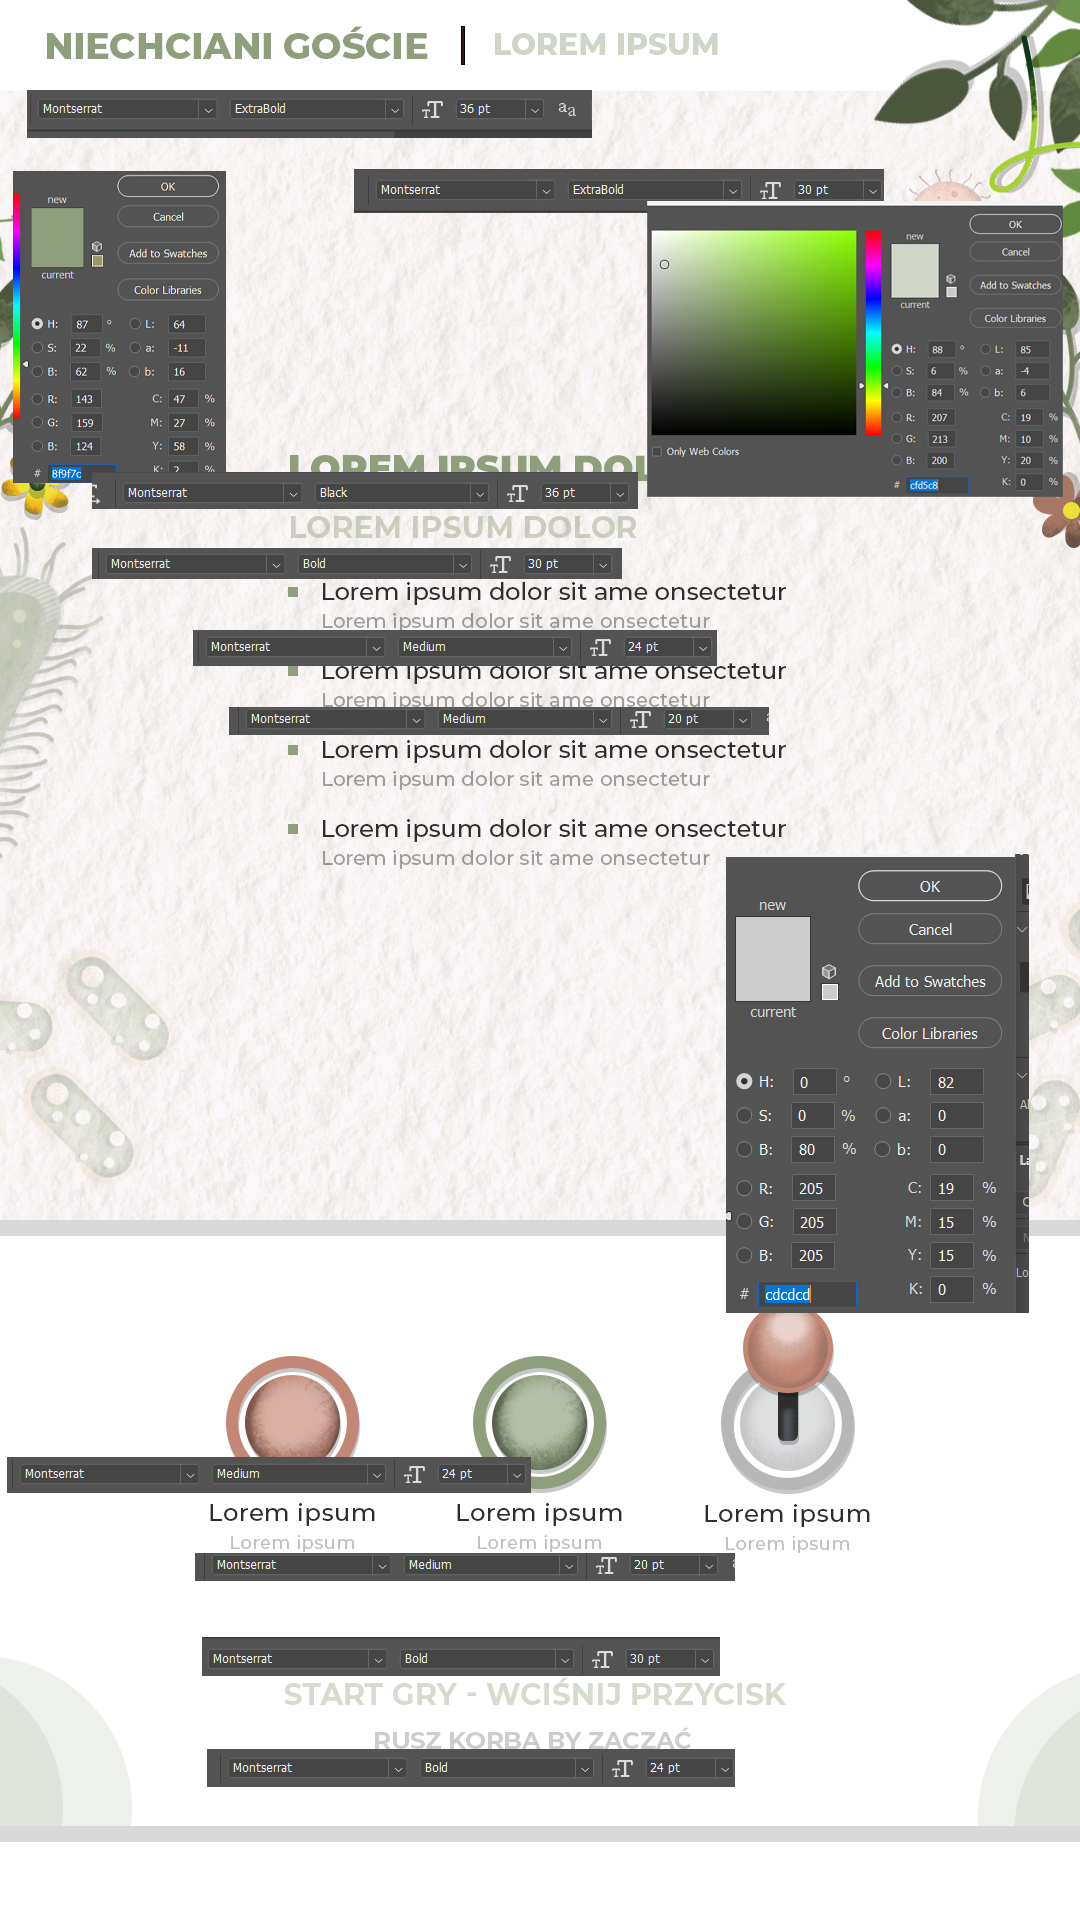 NIECHCIANI GOŚCIE
LOREM IPSUM
Montserrat ExtraBold 36 pt aa
Montserrat ExtraBold 30 pt
new
current
OK
Cancel
Add to Swatches
Color Libraries
H: 87 ° L: 64
S: 22 % a: -11
B: 62 % b: 16
R: 143 C: 47 %
G: 159 M: 27 %
B: 124 Y: 58 %
# 8f9f7c K: 2 %
new
current
OK
Cancel
Add to Swatches
Color Libraries
Only Web Colors
H: 88 ° L: 85
S: 6 % a: -4
B: 84 % b: 6
R: 207 C: 19 %
G: 213 M: 10 %
B: 200 Y: 20 %
# cfd5c8 K: 0 %
LOREM IPSUM DOL
Montserrat Black 36 pt
LOREM IPSUM DOLOR
Montserrat Bold 30 pt
Lorem ipsum dolor sit ame onsectetur
Lorem ipsum dolor sit ame onsectetur
Montserrat Medium 24 pt
Lorem ipsum dolor sit ame onsectetur
Lorem ipsum dolor sit ame onsectetur
Montserrat Medium 20 pt
Lorem ipsum dolor sit ame onsectetur
Lorem ipsum dolor sit ame onsectetur
Lorem ipsum dolor sit ame onsectetur
Lorem ipsum dolor sit ame onsectetur
new
current
OK
Cancel
Add to Swatches
Color Libraries
H: 0 ° L: 82
S: 0 % a: 0
B: 80 % b: 0
R: 205 C: 19 %
G: 205 M: 15 %
B: 205 Y: 15 %
# cdcdcd K: 0 %
Montserrat Medium 24 pt
Lorem ipsum
Lorem ipsum
Lorem ipsum
Lorem ipsum
Lorem ipsum
Lorem ipsum
Montserrat Medium 20 pt
Montserrat Bold 30 pt
START GRY - WCIŚNIJ PRZYCISK
RUSZ KORBA BY ZACZAĆ
Montserrat Bold 24 pt